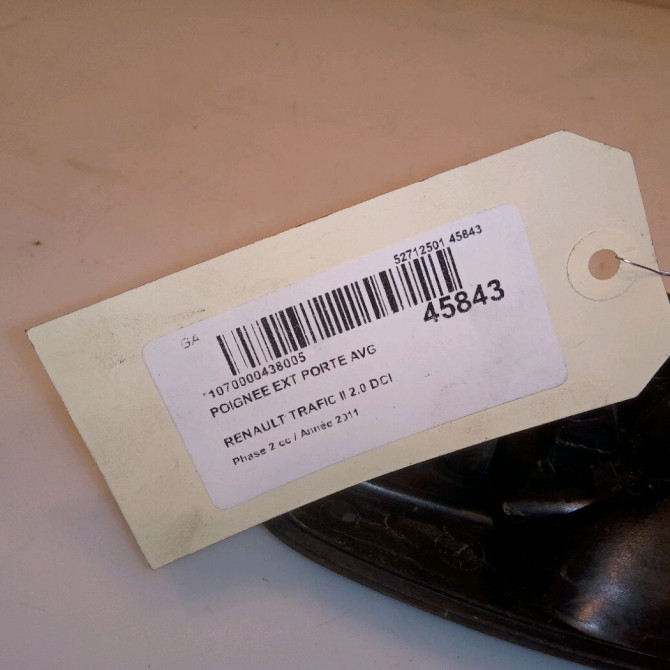 52712501 45843
GA
45843
*1070000438005
POIGNEE EXT PORTE AVG
RENAULT TRAFIC II 2.0 DCI
Phase 2 cc / Année 2011